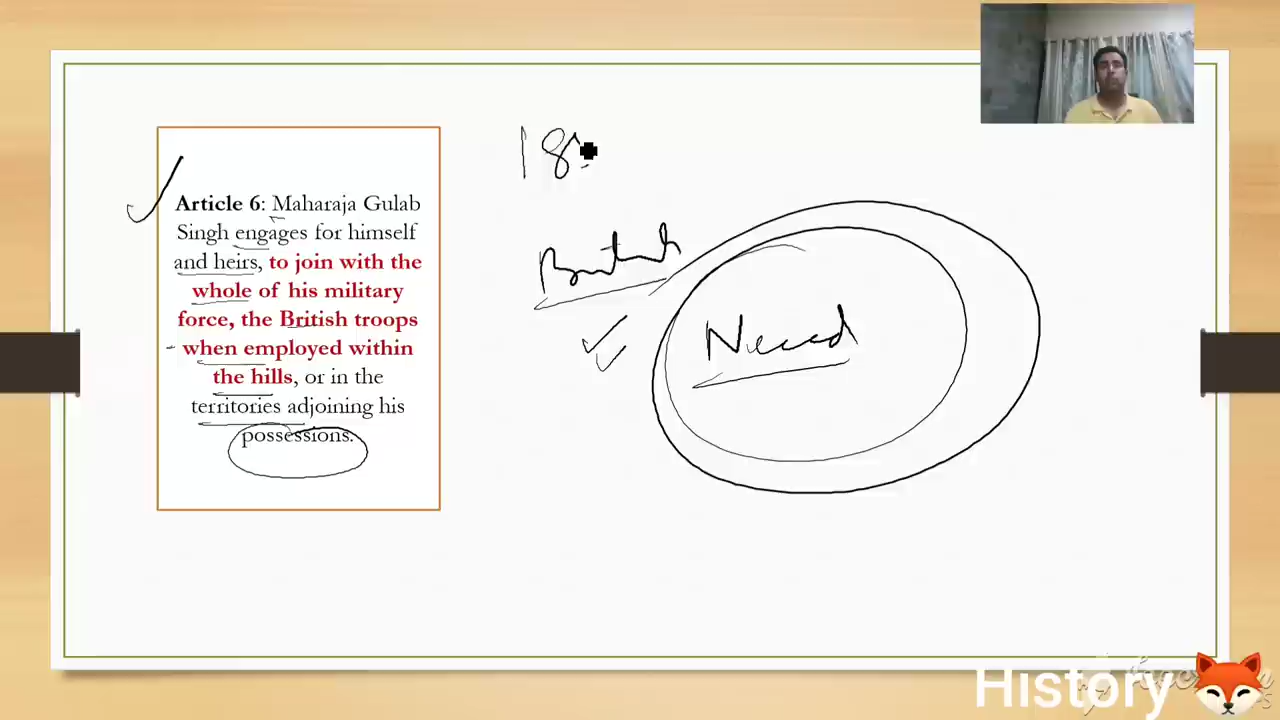 Article 6: Maharaja Gulab
Singh engages for himself
and heirs, to join with the
whole of his military
force, the British troops
when employed within
the hills, or in the
territories adjoining his
possessions.
18
British
Need
History